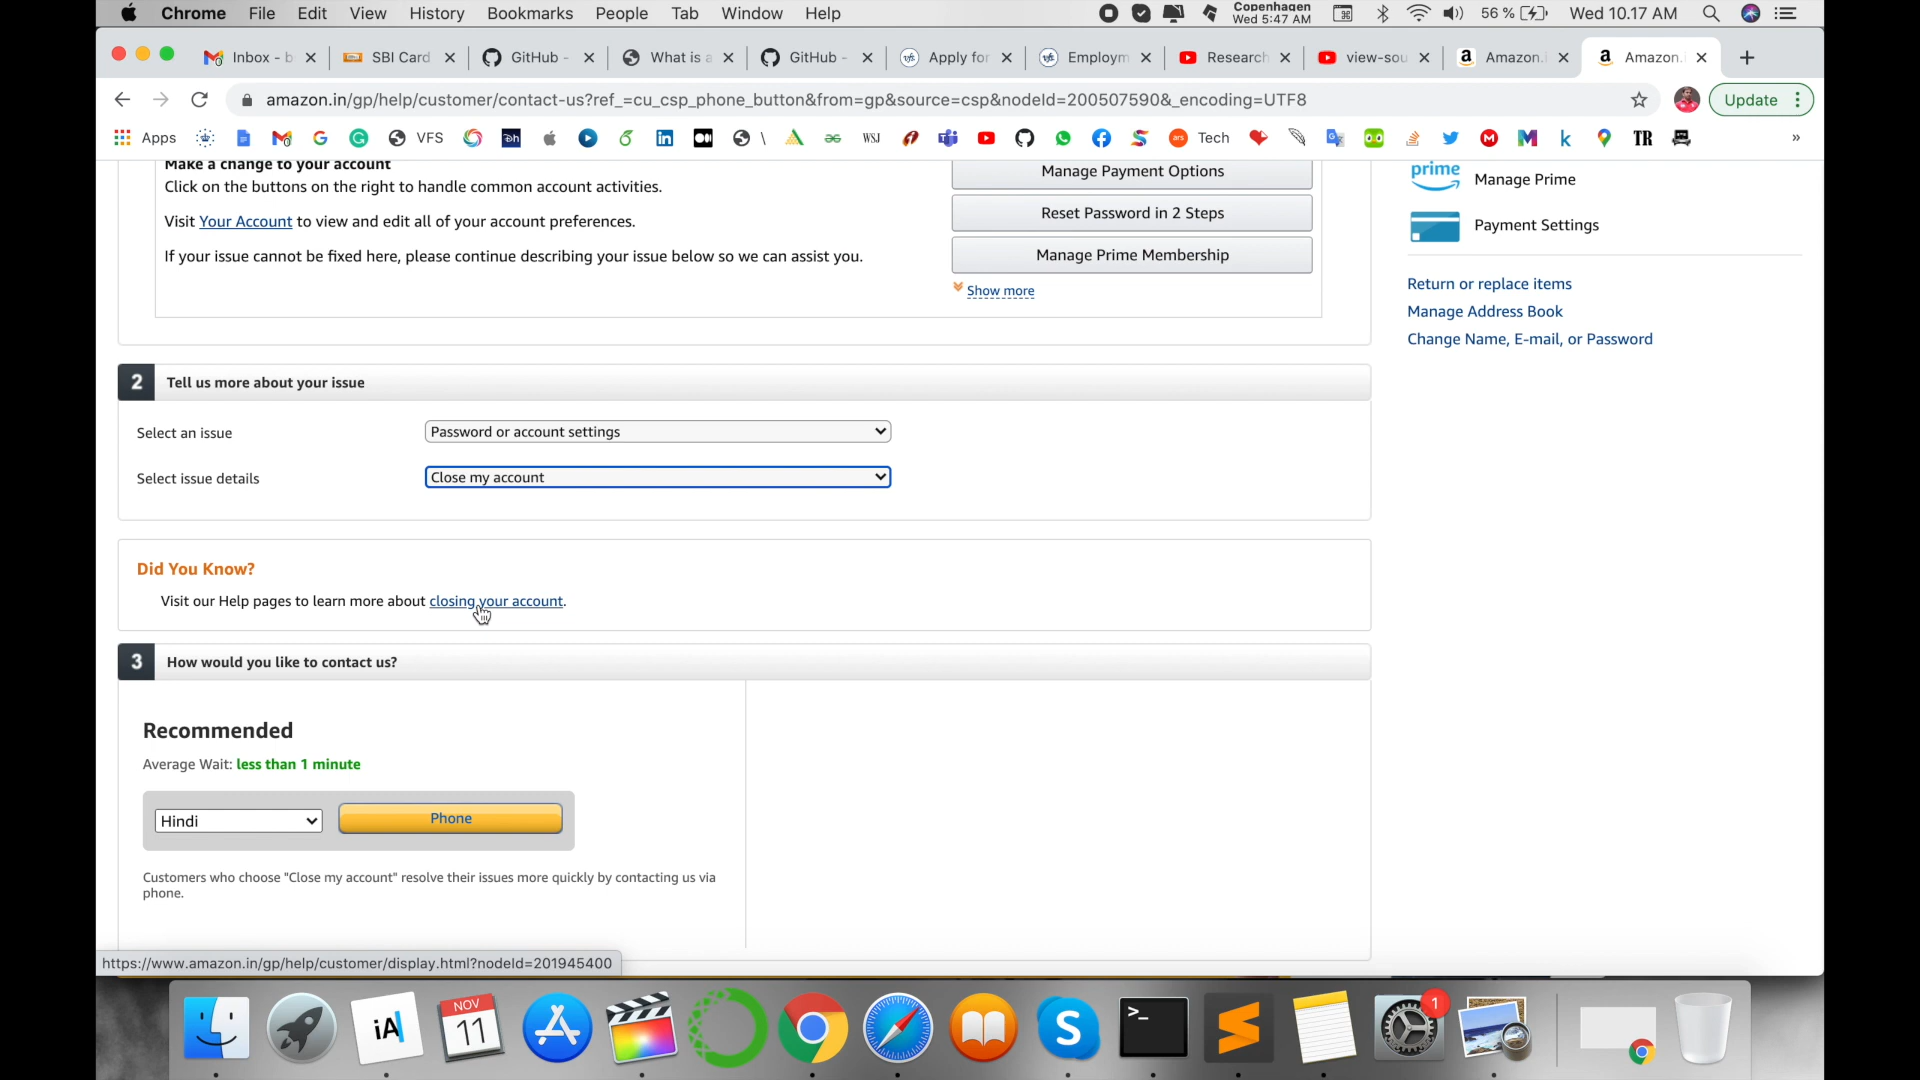 Chrome File Edit View History Bookmarks People Tab Window Help Copenhagen Wed 5:47 AM 56 % Wed 10.17 AM
Inbox - b SBI Card GitHub - What is a GitHub - Apply for Employm Research view-sou Amazon.i Amazon.
amazon.in/gp/help/customer/contact-us?ref_=cu_csp_phone_button&from=gp&source=csp&nodeId=200507590&_encoding=UTF8 Update
Apps VFS Dh \ WSJ ars Tech k TR »
Make a change to your account
Click on the buttons on the right to handle common account activities.
Visit Your Account to view and edit all of your account preferences.
If your issue cannot be fixed here, please continue describing your issue below so we can assist you.
Manage Payment Options
Reset Password in 2 Steps
Manage Prime Membership
Show more
prime Manage Prime
Payment Settings
Return or replace items
Manage Address Book
Change Name, E-mail, or Password
2 Tell us more about your issue
Select an issue Password or account settings
Select issue details Close my account
Did You Know?
Visit our Help pages to learn more about closing your account.
3 How would you like to contact us?
Recommended
Average Wait: less than 1 minute
Hindi Phone
Customers who choose "Close my account" resolve their issues more quickly by contacting us via
phone.
https://www.amazon.in/gp/help/customer/display.html?nodeId=201945400
iA NOV 11 S >_ 1